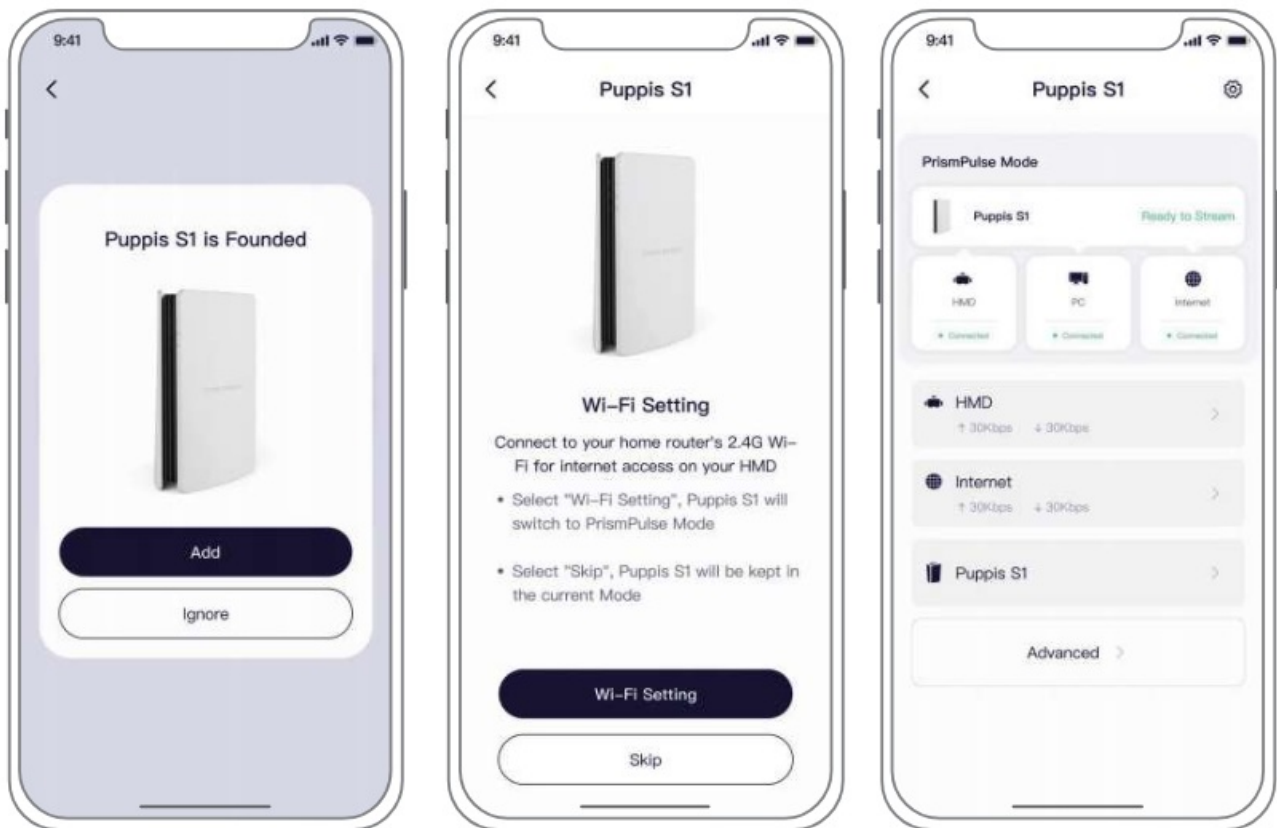 9:41
Puppis S1 is Founded
Add
Ignore
9:41
Puppis S1
Wi-Fi Setting
Connect to your home router's 2.4G Wi-
Fi for internet access on your HMD
• Select "Wi-Fi Setting", Puppis S1 will
switch to PrismPulse Mode
• Select "Skip", Puppis S1 will be kept in
the current Mode
Wi-Fi Setting
Skip
9:41
Puppis S1
PrismPulse Mode
Puppis S1 Ready to Stream
HMD PC Internet
• Connected • Connected • Connected
HMD
↑ 30Kbps ↓ 30Kbps
Internet
↑ 30Kbps ↓ 30Kbps
Puppis S1
Advanced